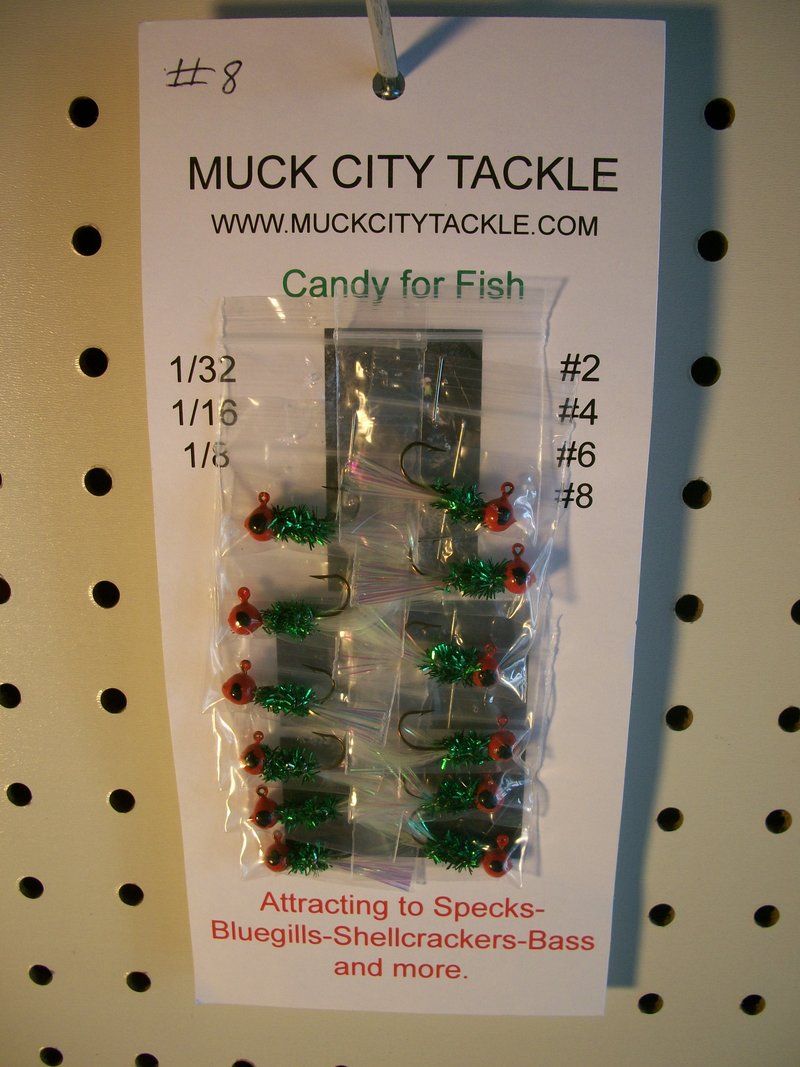 #8
MUCK CITY TACKLE
WWW.MUCKCITYTACKLE.COM
Candy for Fish
1/32 #2
1/16 #4
1/8 #6
#8
Attracting to Specks-
Bluegills-Shellcrackers-Bass
and more.